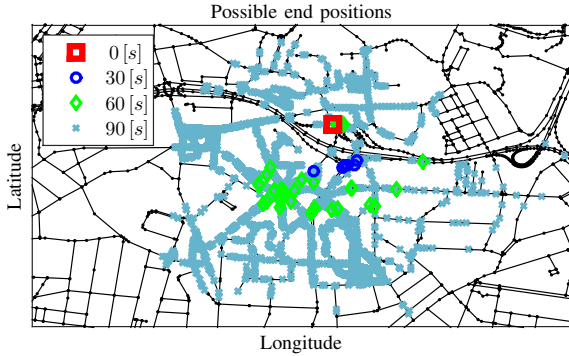 Possible end positions
0 [s]
30 [s]
60 [s]
90 [s]
Latitude
Longitude